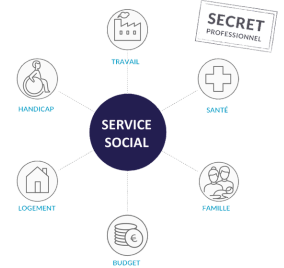 SECRET
PROFESSIONNEL
TRAVAIL
HANDICAP
SANTÉ
SERVICE
SOCIAL
LOGEMENT
FAMILLE
€
BUDGET